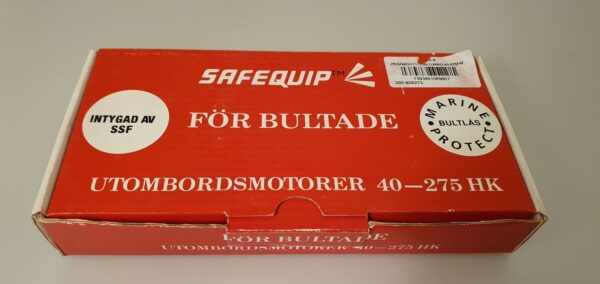 SAFEQUIP™
INTYGAD AV
SSF
FÖR BULTADE
MARINE
BULTLÅS
PROTECT
UTOMBORDSMOTORER 40—275 HK
FÖR BULTADE
UTOMBORDSMOTORER 40—275 HK